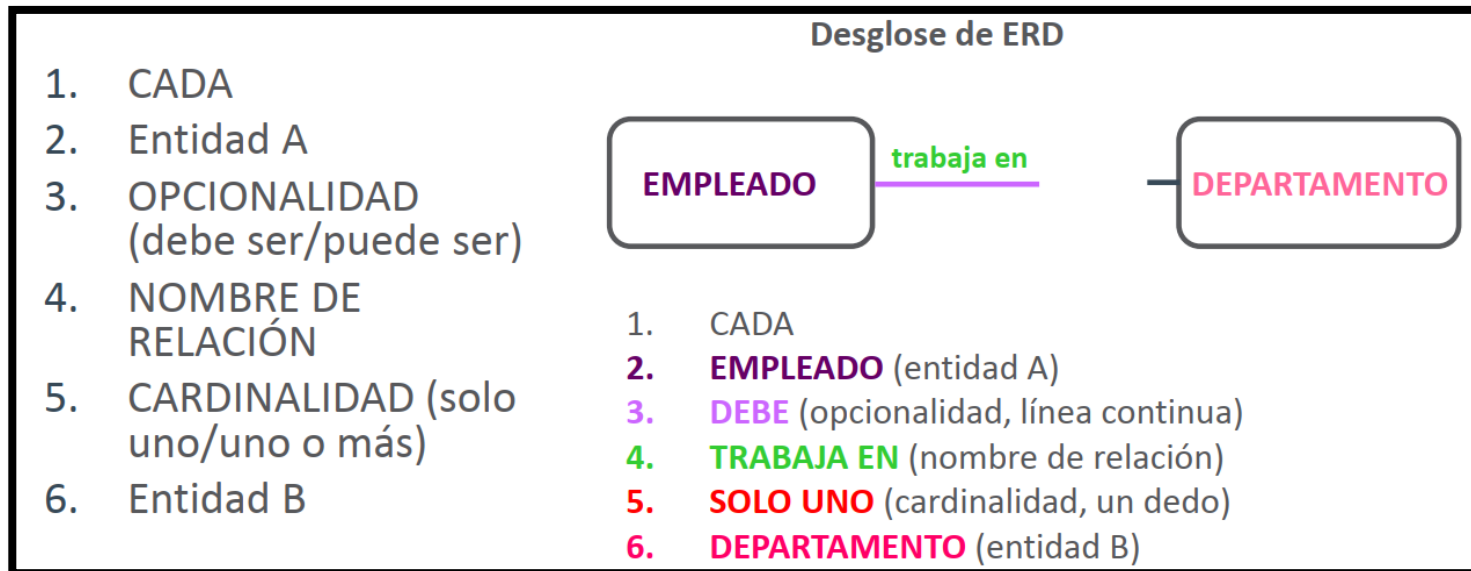 Desglose de ERD
1. CADA
2. Entidad A
3. OPCIONALIDAD
(debe ser/puede ser)
4. NOMBRE DE
RELACIÓN
5. CARDINALIDAD (solo
uno/uno o más)
6. Entidad B
EMPLEADO
trabaja en
DEPARTAMENTO
1. CADA
2. EMPLEADO (entidad A)
3. DEBE (opcionalidad, línea continua)
4. TRABAJA EN (nombre de relación)
5. SOLO UNO (cardinalidad, un dedo)
6. DEPARTAMENTO (entidad B)